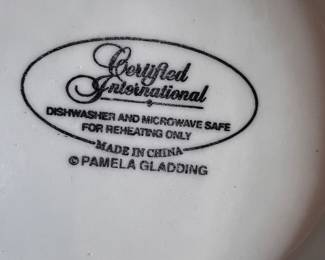 Certified
International
DISHWASHER AND MICROWAVE SAFE
FOR REHEATING ONLY
MADE IN CHINA
© PAMELA GLADDING